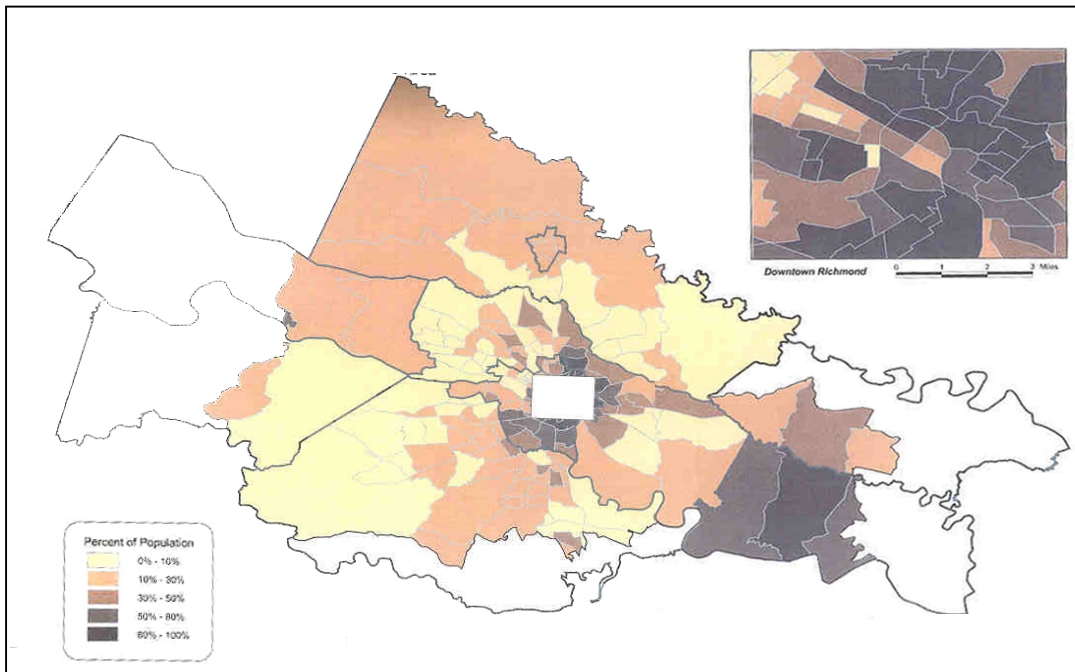 Downtown Richmond
0 1 2 3 Miles
Percent of Population
0% - 10%
10% - 30%
30% - 50%
50% - 80%
80% - 100%